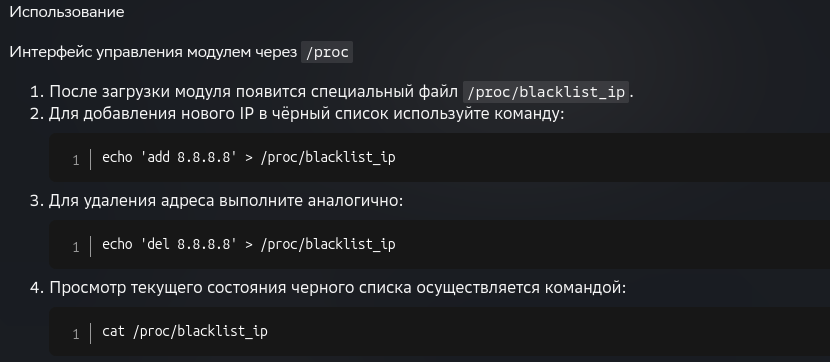 Использование
Интерфейс управления модулем через /proc
1. После загрузки модуля появится специальный файл /proc/blacklist_ip.
2. Для добавления нового IP в чёрный список используйте команду:
1 echo 'add 8.8.8.8' > /proc/blacklist_ip
3. Для удаления адреса выполните аналогично:
1 echo 'del 8.8.8.8' > /proc/blacklist_ip
4. Просмотр текущего состояния черного списка осуществляется командой:
1 cat /proc/blacklist_ip